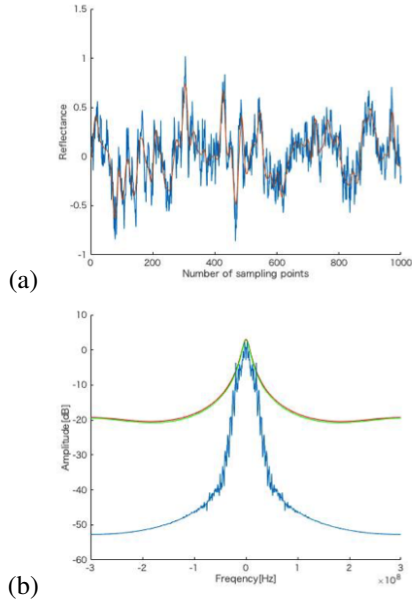 1.5
1
0.5
0
0.5
-1
Reflectance
0 200 400 600 800 1000
Number of sampling points
(a)
10
0
-10
-20
-30
-40
-50
-60
Amplitude[dB]
-3 -2 -1 0 1 2 3
×10⁸
Freqency[Hz]
(b)